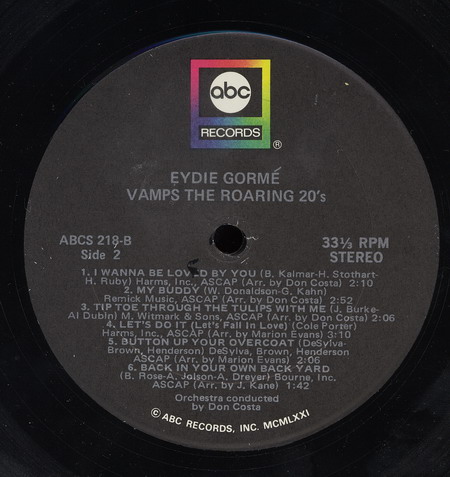 abc
RECORDS
®
EYDIE GORMÉ
VAMPS THE ROARING 20's
ABCS 218-B
Side 2
33⅓ RPM
STEREO
1. I WANNA BE LOVED BY YOU (B. Kalmar-H. Stothart-
H. Ruby) Harms, Inc., ASCAP (Arr. by Don Costa) 2:10
2. MY BUDDY (W. Donaldson-G. Kahn)
Remick Music, ASCAP (Arr. by Don Costa) 2:52
3. TIP TOE THROUGH THE TULIPS WITH ME (J. Burke-
Al Dubin) M. Witmark & Sons, ASCAP (Arr. by Don Costa) 2:06
4. LET'S DO IT (Let's Fall In Love) (Cole Porter)
Harms, Inc., ASCAP (Arr. by Marion Evans) 3:10
5. BUTTON UP YOUR OVERCOAT (DeSylva-
Brown, Henderson) DeSylva, Brown, Henderson
ASCAP (Arr. by Marion Evans) 2:06
6. BACK IN YOUR OWN BACK YARD
(B. Rose-A. Jolson-A. Dreyer) Bourne, Inc.
ASCAP (Arr. by J. Kane) 1:42
Orchestra conducted
by Don Costa
© ABC RECORDS, INC. MCMLXXI